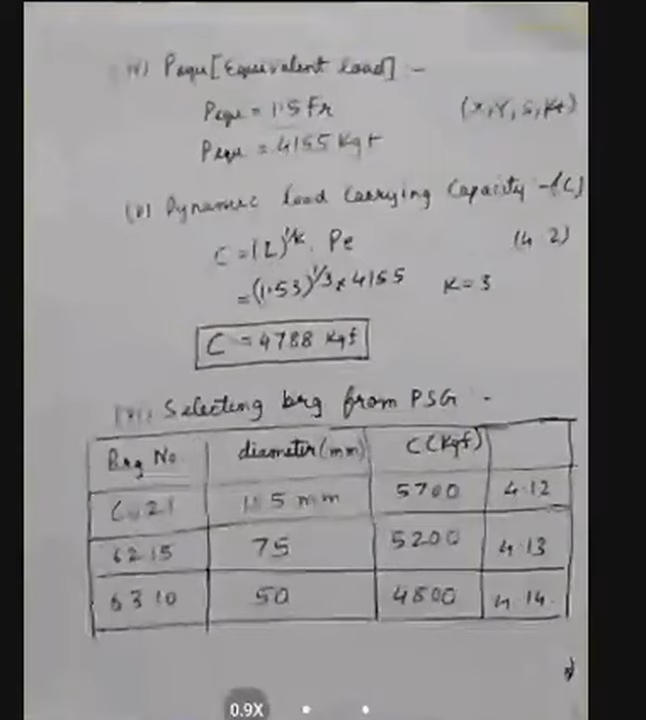 (iv) Pequ [Equivalent load] :-
Pequ = 1.5 Fr (X, Y, S, Kt)
Pequ = 4155 Kgf
(v) Dynamic load Carrying Capacity -(C)
C = (L)^1/K . Pe (4.2)
= (1.53)^1/3 x 4155 K = 3
C = 4788 Kgf
Selecting brg from PSG -
Brg No diameter (mm) C (Kgf)
5 mm 5700 4.12
6215 75 5200 4.13
6310 50 4800 4.14
0.9X